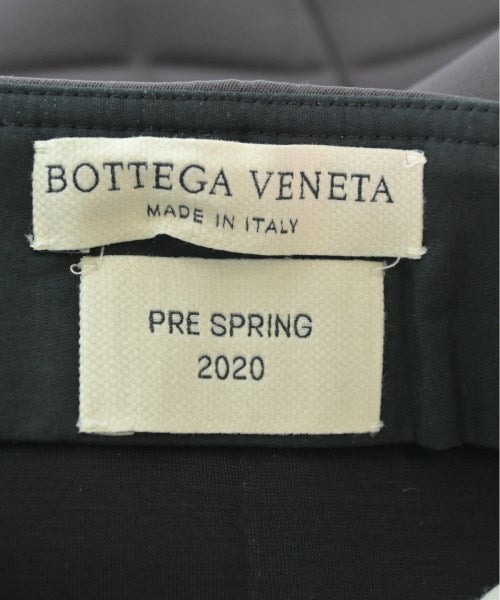 BOTTEGA VENETA
MADE IN ITALY
PRE SPRING
2020